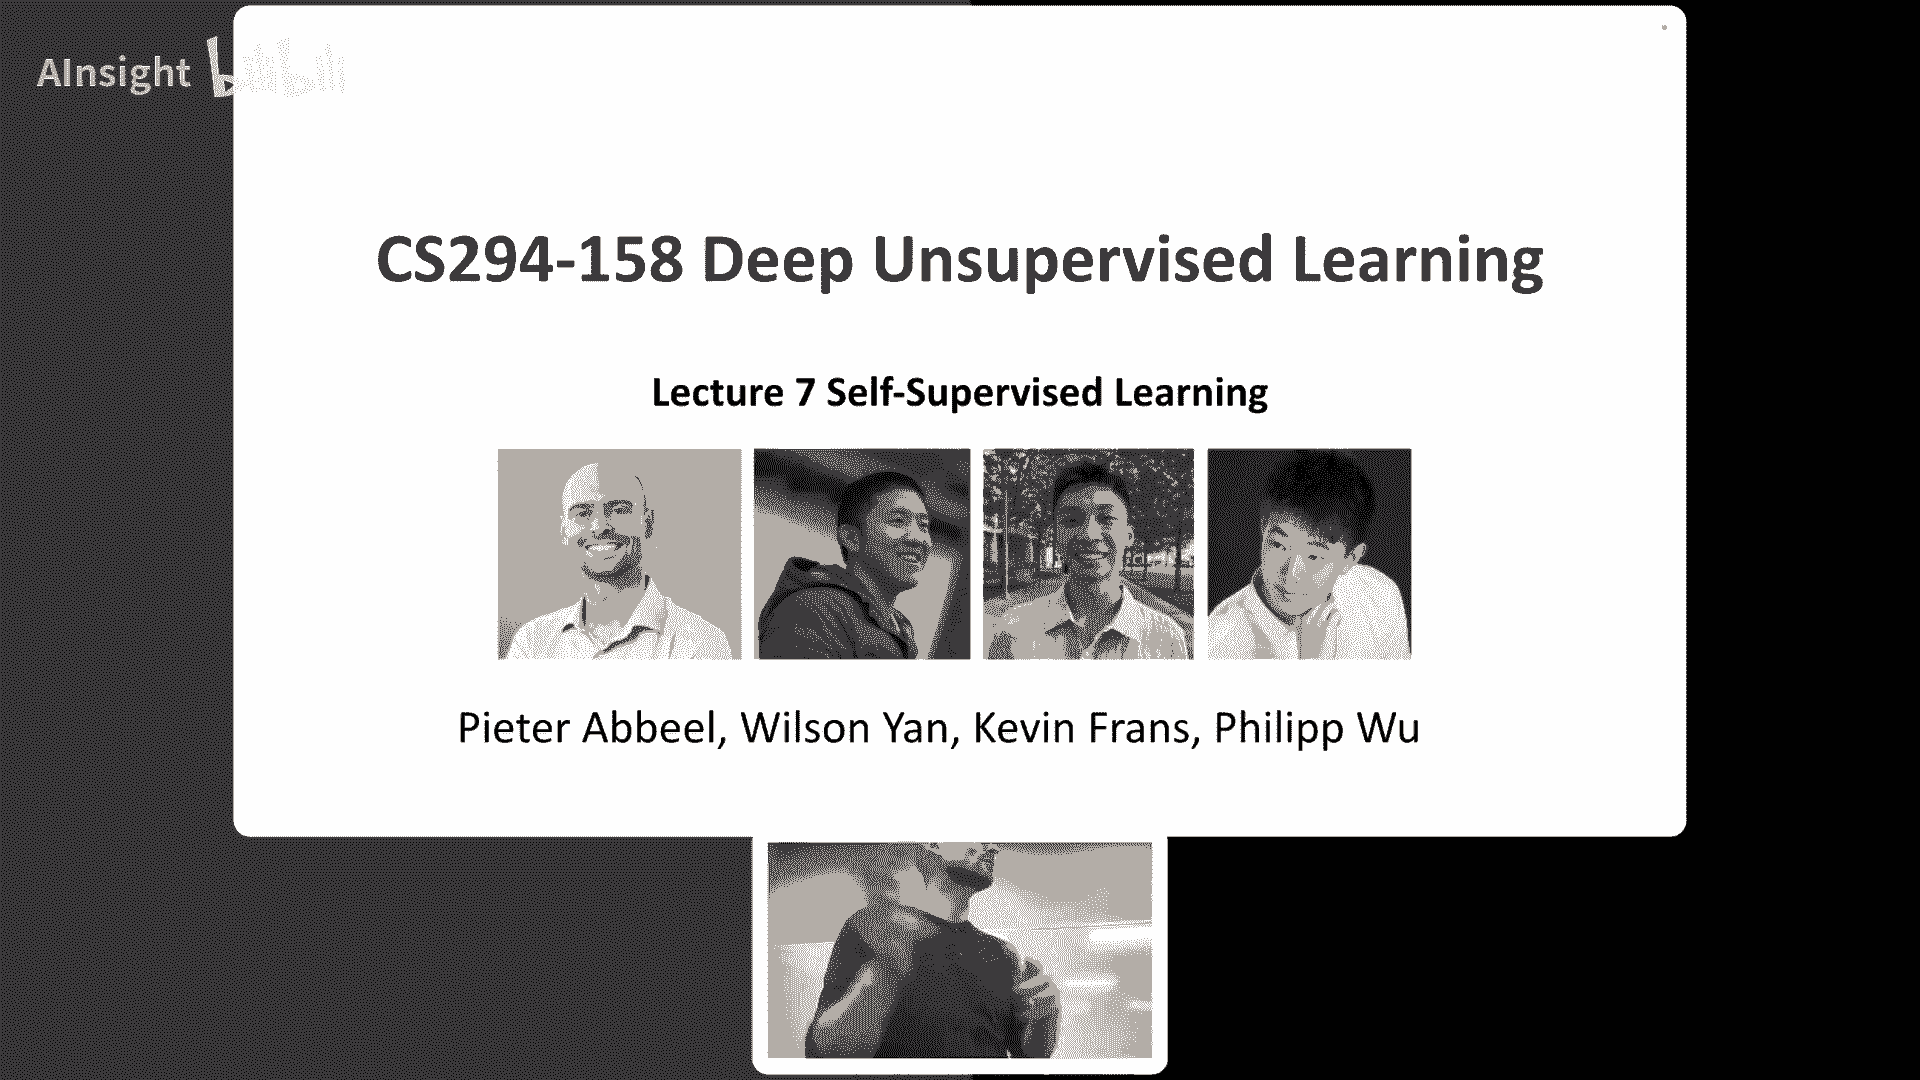 AInsight bilibili
CS294-158 Deep Unsupervised Learning
Lecture 7 Self-Supervised Learning
Pieter Abbeel, Wilson Yan, Kevin Frans, Philipp Wu